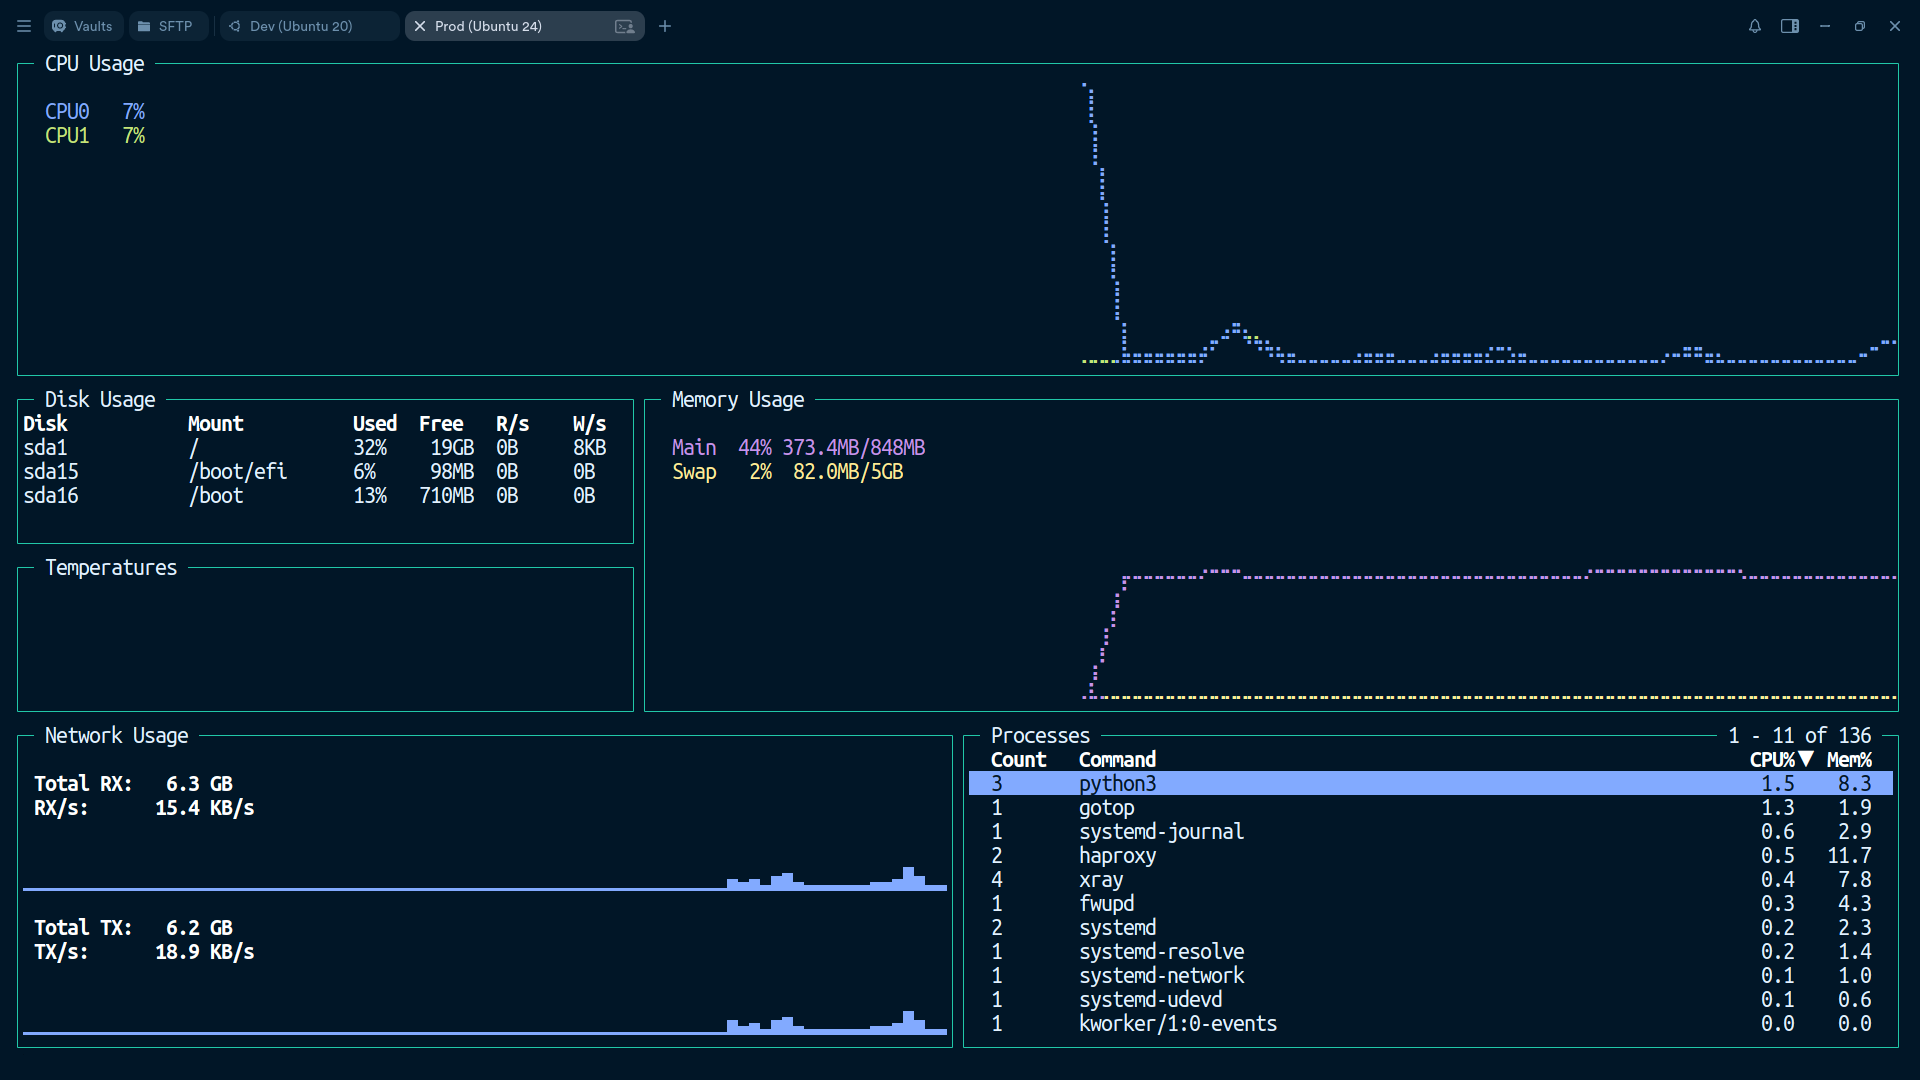 Vaults SFTP Dev (Ubuntu 20) Prod (Ubuntu 24)
CPU Usage
CPU0 7%
CPU1 7%
Disk Usage
Disk Mount Used Free R/s W/s
sda1 / 32% 19GB 0B 8KB
sda15 /boot/efi 6% 98MB 0B 0B
sda16 /boot 13% 710MB 0B 0B
Memory Usage
Main 44% 373.4MB/848MB
Swap 2% 82.0MB/5GB
Temperatures
Network Usage
Total RX: 6.3 GB
RX/s: 15.4 KB/s
Total TX: 6.2 GB
TX/s: 18.9 KB/s
Processes 1 - 11 of 136
Count Command CPU%▼ Mem%
3 python3 1.5 8.3
1 gotop 1.3 1.9
1 systemd-journal 0.6 2.9
2 haproxy 0.5 11.7
4 xray 0.4 7.8
1 fwupd 0.3 4.3
2 systemd 0.2 2.3
1 systemd-resolve 0.2 1.4
1 systemd-network 0.1 1.0
1 systemd-udevd 0.1 0.6
1 kworker/1:0-events 0.0 0.0